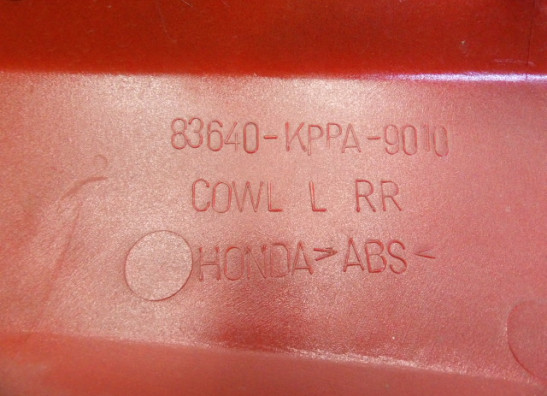 83640-KPPA-9010
COWL L RR
HONDA >ABS<